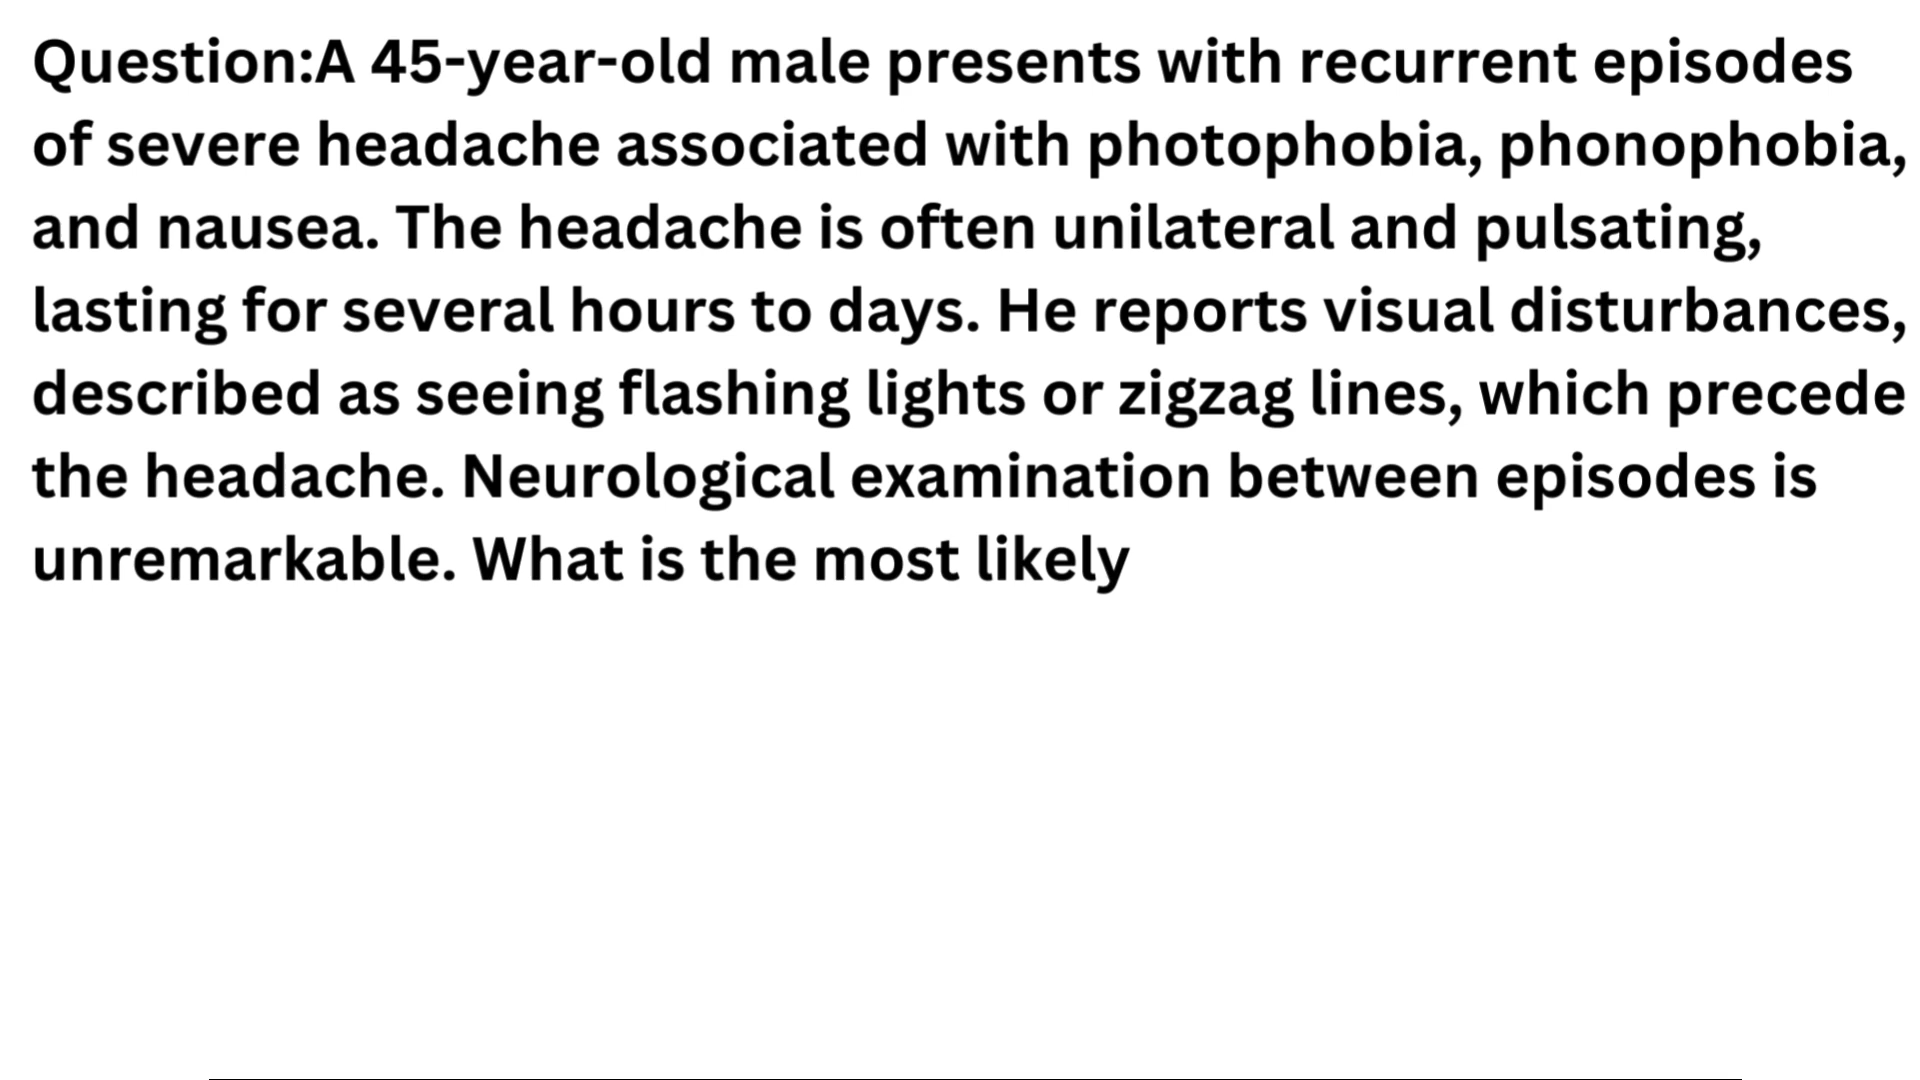 Question:A 45-year-old male presents with recurrent episodes
of severe headache associated with photophobia, phonophobia,
and nausea. The headache is often unilateral and pulsating,
lasting for several hours to days. He reports visual disturbances,
described as seeing flashing lights or zigzag lines, which precede
the headache. Neurological examination between episodes is
unremarkable. What is the most likely